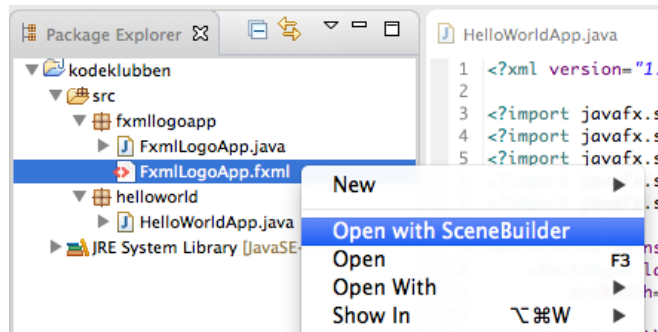 Package Explorer
HelloWorldApp.java
kodeklubben
src
fxmllogoapp
FxmlLogoApp.java
FxmlLogoApp.fxml
helloworld
HelloWorldApp.java
JRE System Library [JavaSE-
1 <?xml version="1.
2
3 <?import javafx.s
4 <?import javafx.s
5 <?import javafx.s
New
Open with SceneBuilder
Open F3
Open With
Show In ⌥⌘W